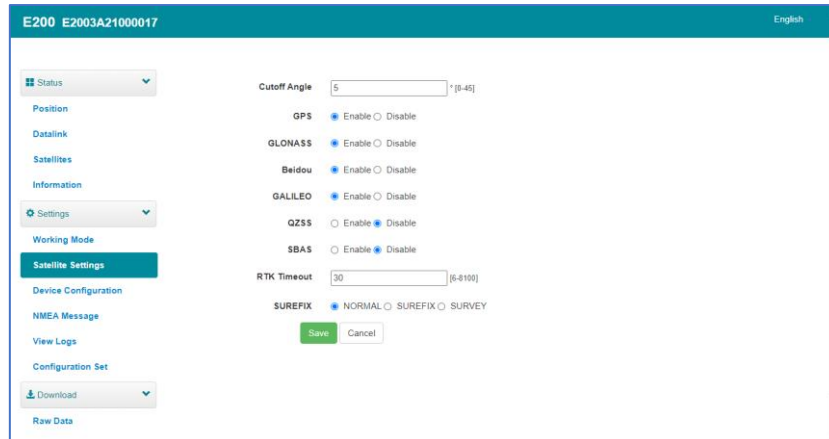 E200 E2003A21000017
English
Status
Position
Datalink
Satellites
Information
Settings
Working Mode
Satellite Settings
Device Configuration
NMEA Message
View Logs
Configuration Set
Download
Raw Data
Cutoff Angle 5 ° [0-45]
GPS Enable Disable
GLONASS Enable Disable
Beidou Enable Disable
GALILEO Enable Disable
QZSS Enable Disable
SBAS Enable Disable
RTK Timeout 30 [6-8100]
SUREFIX NORMAL SUREFIX SURVEY
Save Cancel